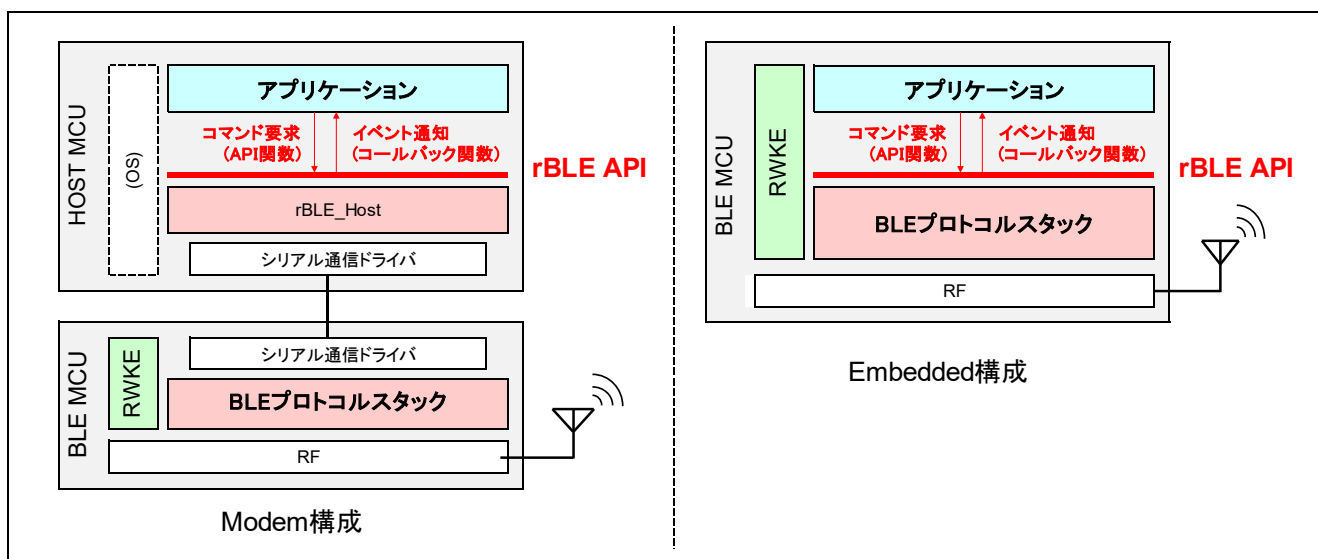 HOST MCU
(OS)
アプリケーション
コマンド要求
(API関数)
イベント通知
(コールバック関数)
rBLE API
rBLE_Host
シリアル通信ドライバ
BLE MCU
RWKE
シリアル通信ドライバ
BLEプロトコルスタック
RF
Modem構成
BLE MCU
RWKE
アプリケーション
コマンド要求
(API関数)
イベント通知
(コールバック関数)
rBLE API
BLEプロトコルスタック
RF
Embedded構成